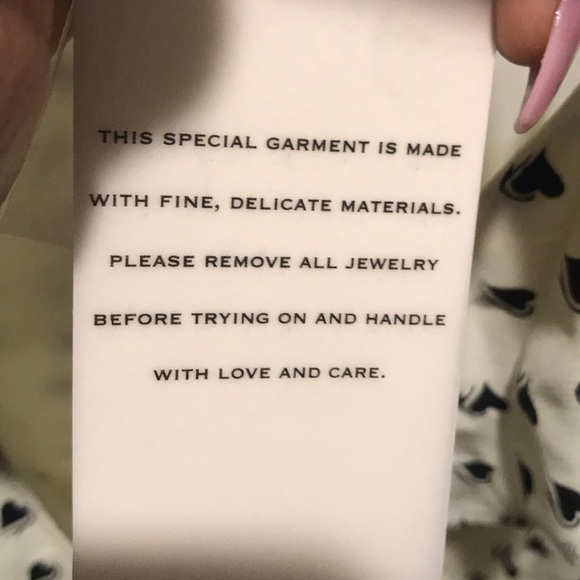 THIS SPECIAL GARMENT IS MADE
WITH FINE, DELICATE MATERIALS.
PLEASE REMOVE ALL JEWELRY
BEFORE TRYING ON AND HANDLE
WITH LOVE AND CARE.